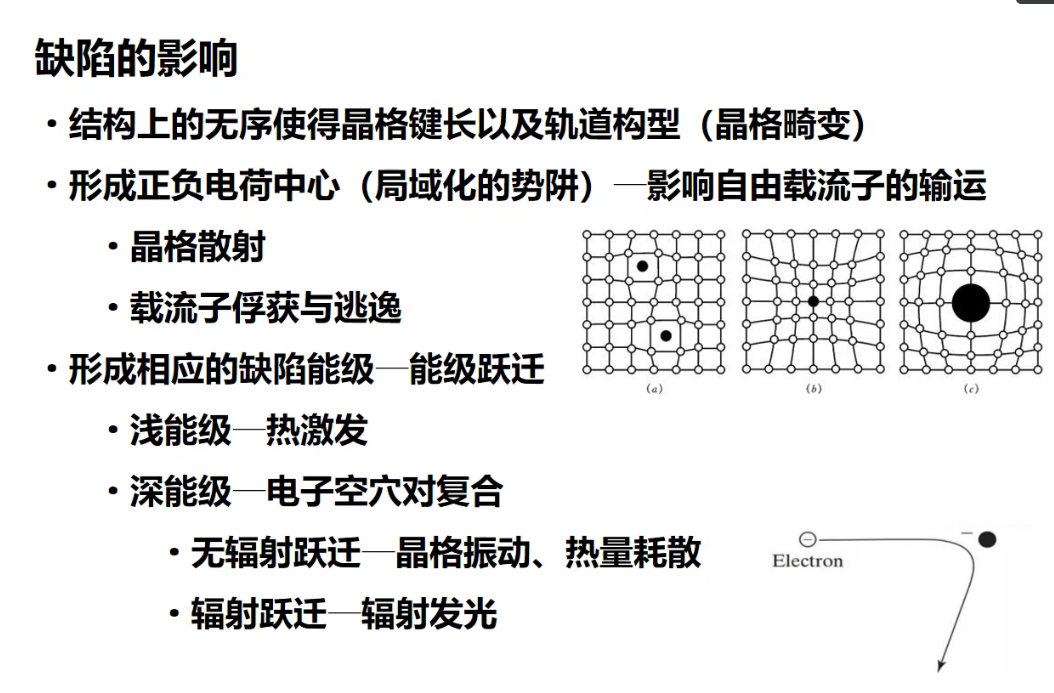 缺陷的影响
• 结构上的无序使得晶格键长以及轨道构型（晶格畸变）
• 形成正负电荷中心（局域化的势阱）—影响自由载流子的输运
• 晶格散射
• 载流子俘获与逃逸
• 形成相应的缺陷能级—能级跃迁
(a) (b) (c)
• 浅能级—热激发
• 深能级—电子空穴对复合
• 无辐射跃迁—晶格振动、热量耗散
• 辐射跃迁—辐射发光
− −
Electron